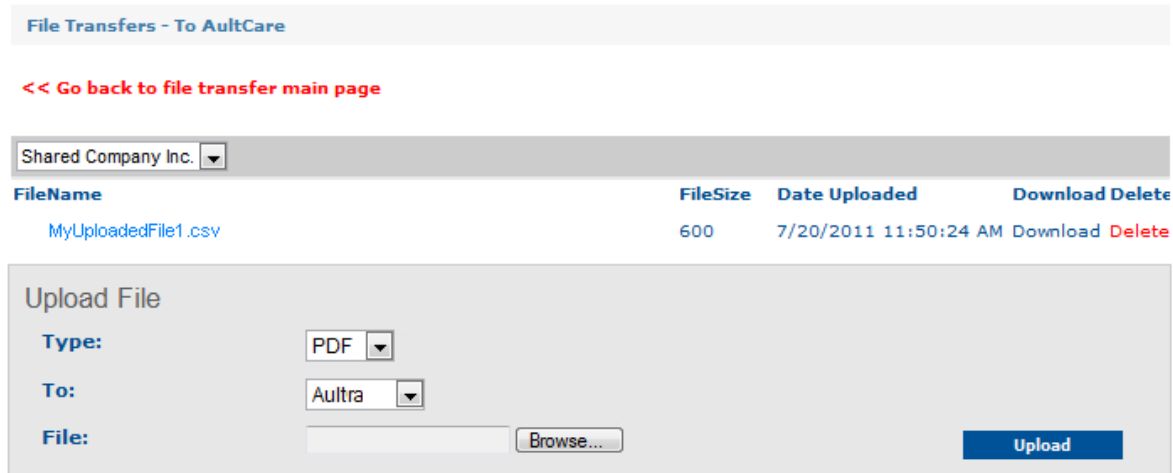 File Transfers - To AultCare
<< Go back to file transfer main page
Shared Company Inc.
FileName FileSize Date Uploaded Download Delete
MyUploadedFile1.csv 600 7/20/2011 11:50:24 AM Download Delete
Upload File
Type: PDF
To: Aultra
File: Browse...
Upload